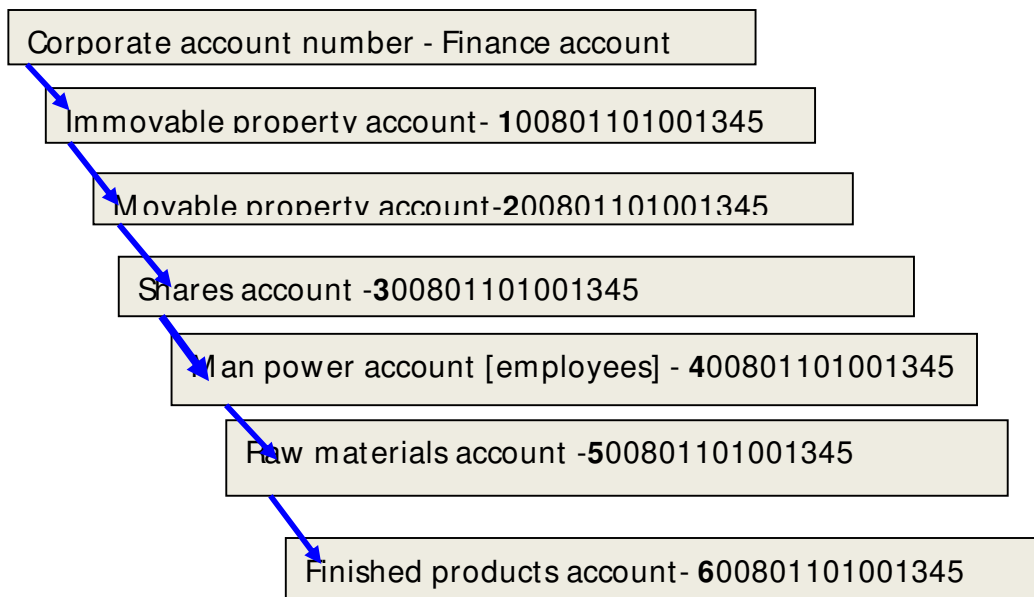 Corporate account number - Finance account
Immovable property account- 100801101001345
Movable property account-200801101001345
Shares account -300801101001345
Man power account [employees] - 400801101001345
Raw materials account -500801101001345
Finished products account- 600801101001345